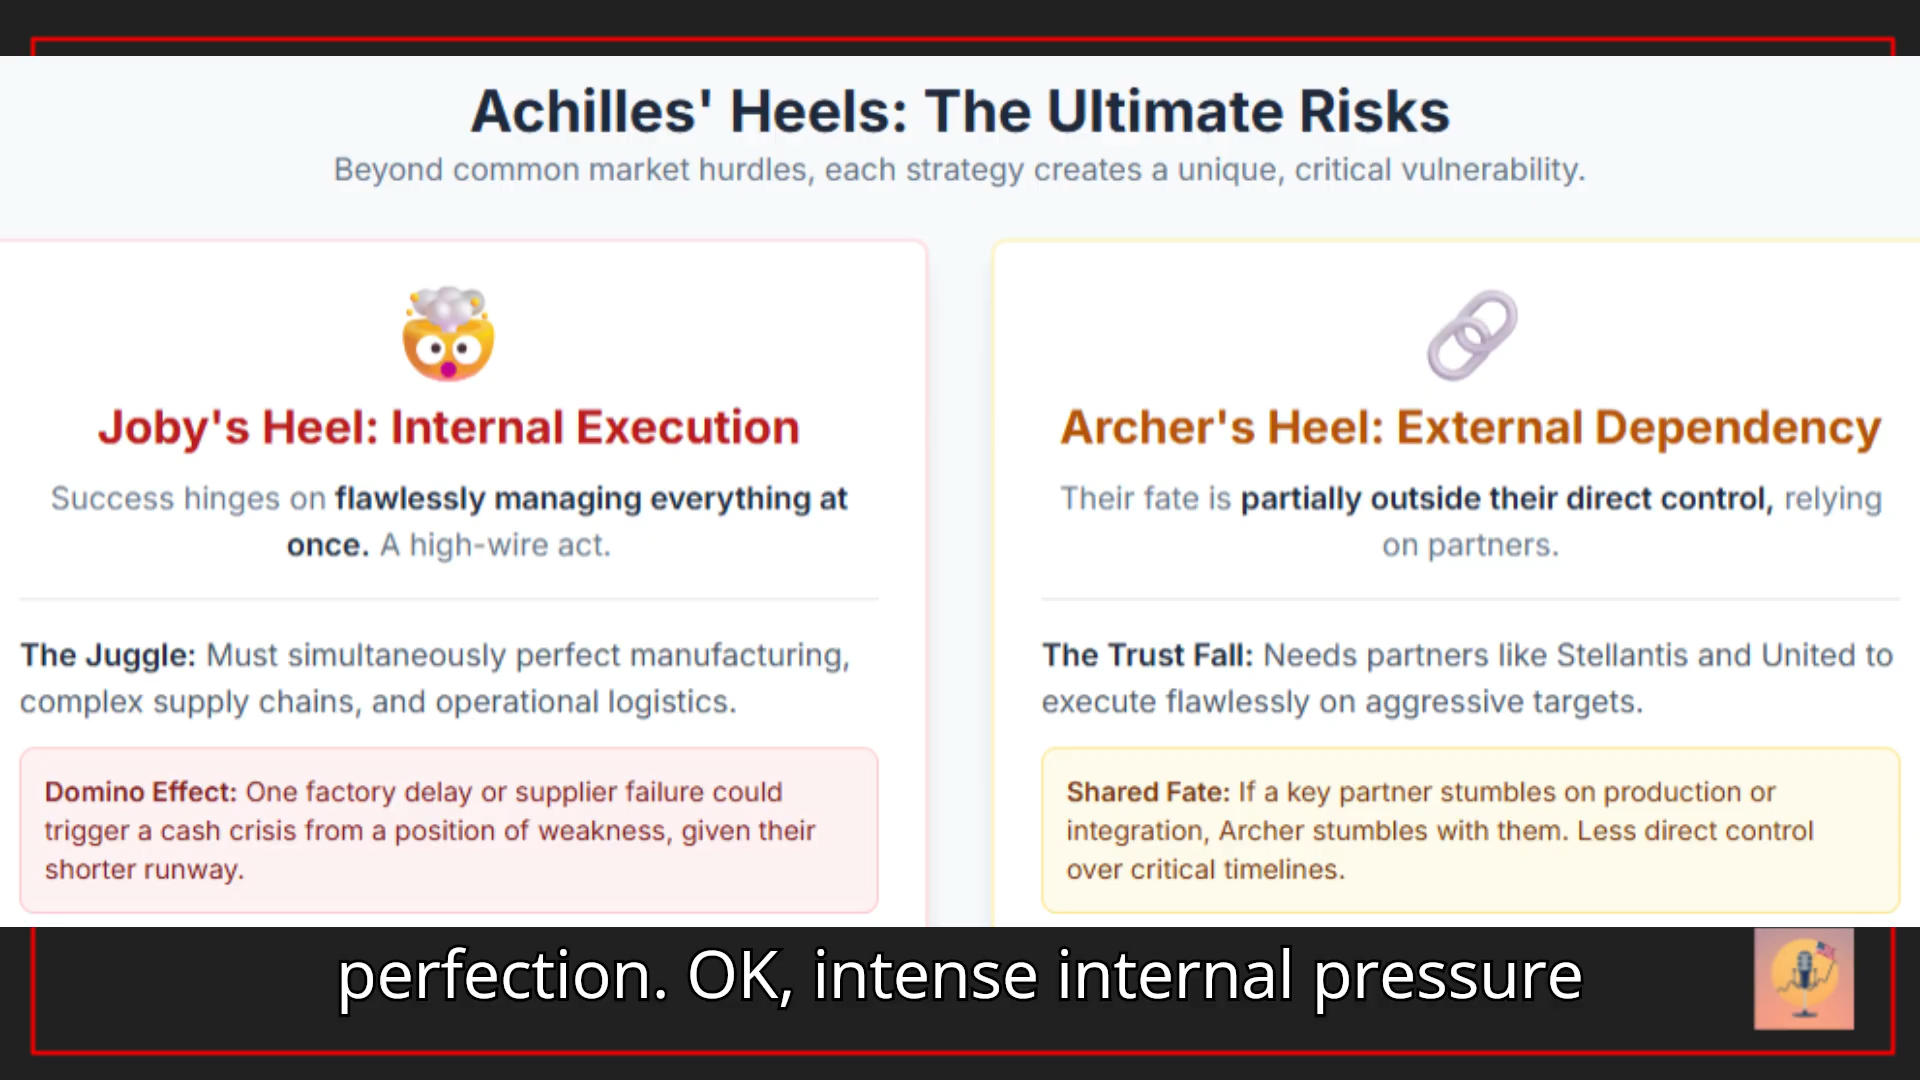 Achilles' Heels: The Ultimate Risks
Beyond common market hurdles, each strategy creates a unique, critical vulnerability.
Joby's Heel: Internal Execution
Success hinges on flawlessly managing everything at
once. A high-wire act.
The Juggle: Must simultaneously perfect manufacturing,
complex supply chains, and operational logistics.
Domino Effect: One factory delay or supplier failure could
trigger a cash crisis from a position of weakness, given their
shorter runway.
Archer's Heel: External Dependency
Their fate is partially outside their direct control, relying
on partners.
The Trust Fall: Needs partners like Stellantis and United to
execute flawlessly on aggressive targets.
Shared Fate: If a key partner stumbles on production or
integration, Archer stumbles with them. Less direct control
over critical timelines.
perfection. OK, intense internal pressure